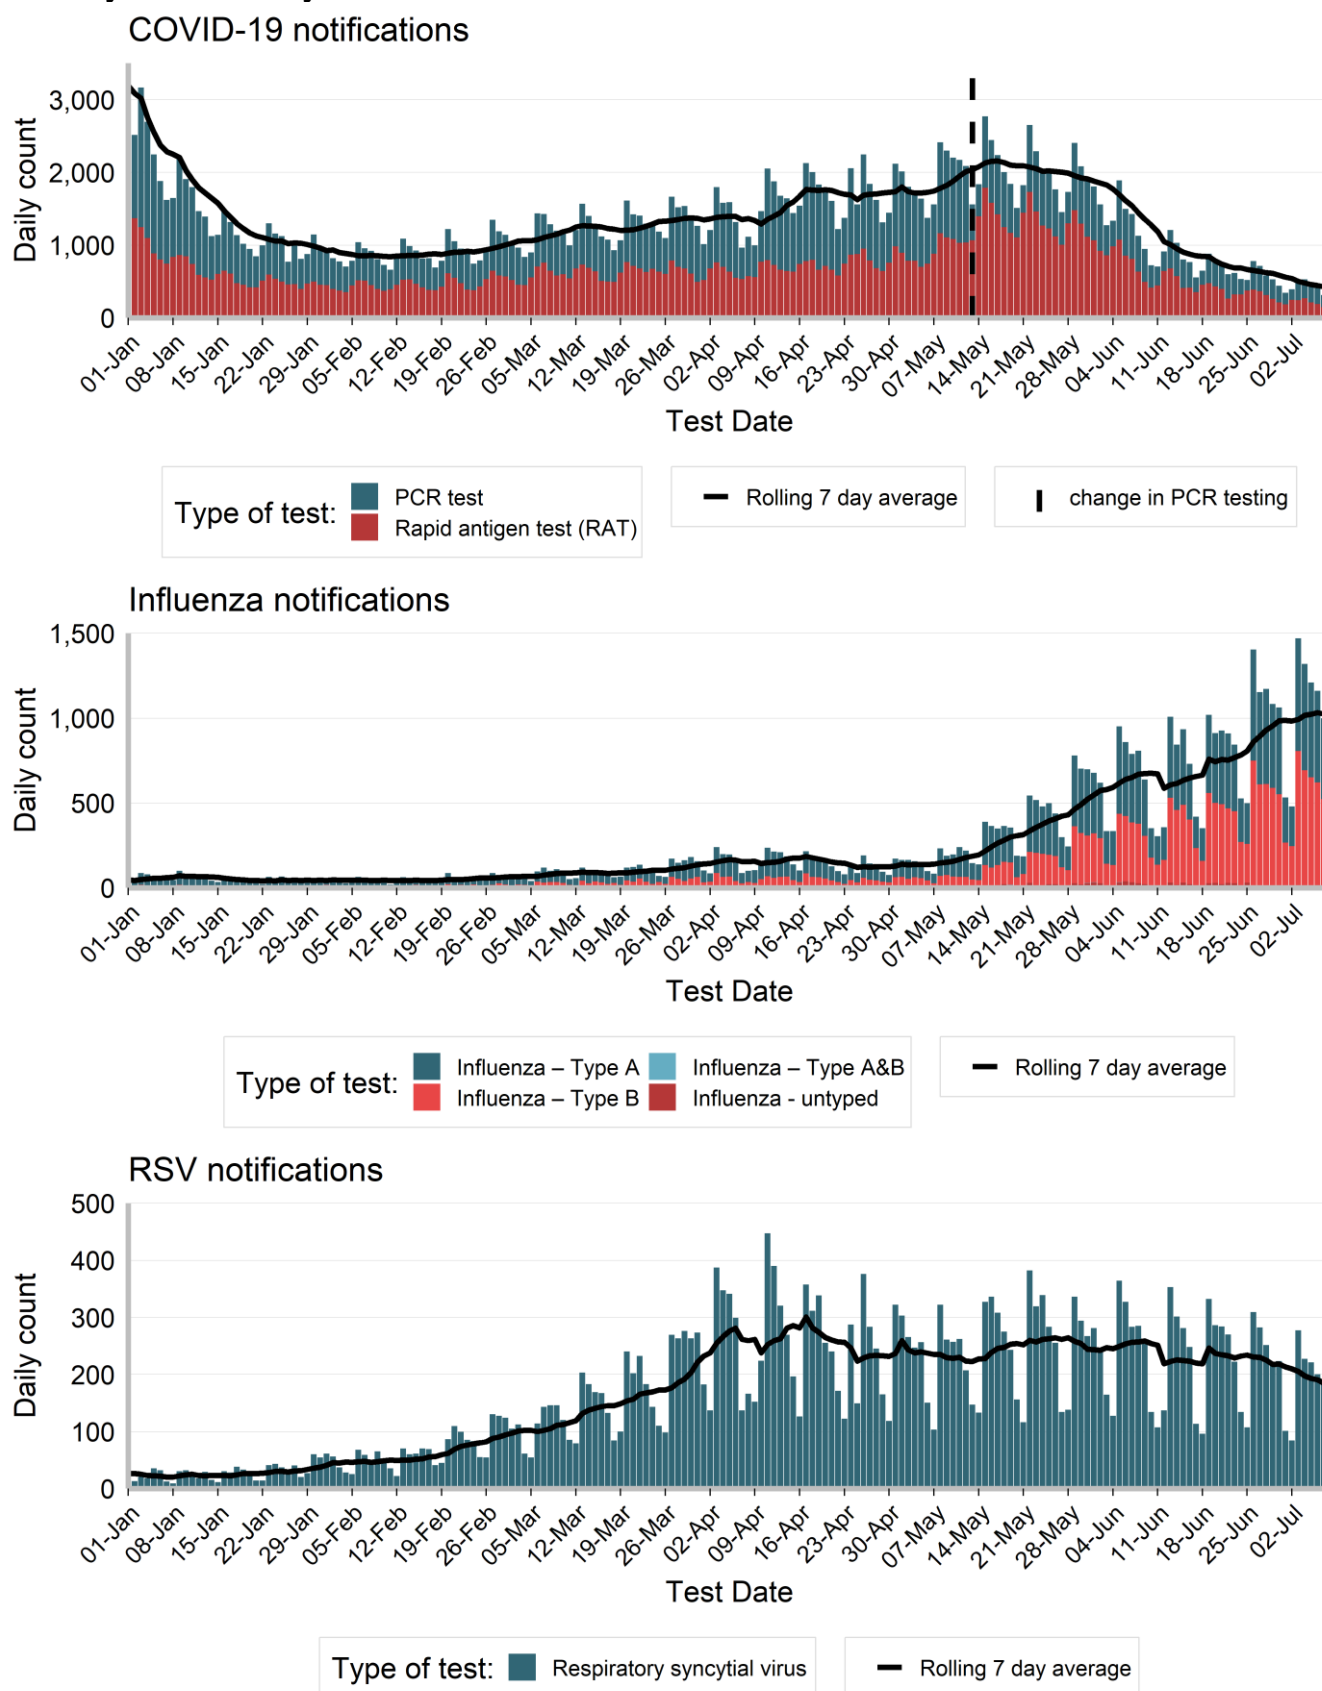 COVID-19 notifications
3,000
2,000
1,000
0
Daily count
01-Jan 08-Jan 15-Jan 22-Jan 29-Jan 05-Feb 12-Feb 19-Feb 26-Feb 05-Mar 12-Mar 19-Mar 26-Mar 02-Apr 09-Apr 16-Apr 23-Apr 30-Apr 07-May 14-May 21-May 28-May 04-Jun 11-Jun 18-Jun 25-Jun 02-Jul
Test Date
Type of test:
PCR test
Rapid antigen test (RAT)
Rolling 7 day average
change in PCR testing
Influenza notifications
1,500
1,000
500
0
Daily count
01-Jan 08-Jan 15-Jan 22-Jan 29-Jan 05-Feb 12-Feb 19-Feb 26-Feb 05-Mar 12-Mar 19-Mar 26-Mar 02-Apr 09-Apr 16-Apr 23-Apr 30-Apr 07-May 14-May 21-May 28-May 04-Jun 11-Jun 18-Jun 25-Jun 02-Jul
Test Date
Type of test:
Influenza – Type A
Influenza – Type A&B
Influenza – Type B
Influenza - untyped
Rolling 7 day average
RSV notifications
500
400
300
200
100
0
Daily count
01-Jan 08-Jan 15-Jan 22-Jan 29-Jan 05-Feb 12-Feb 19-Feb 26-Feb 05-Mar 12-Mar 19-Mar 26-Mar 02-Apr 09-Apr 16-Apr 23-Apr 30-Apr 07-May 14-May 21-May 28-May 04-Jun 11-Jun 18-Jun 25-Jun 02-Jul
Test Date
Type of test:
Respiratory syncytial virus
Rolling 7 day average